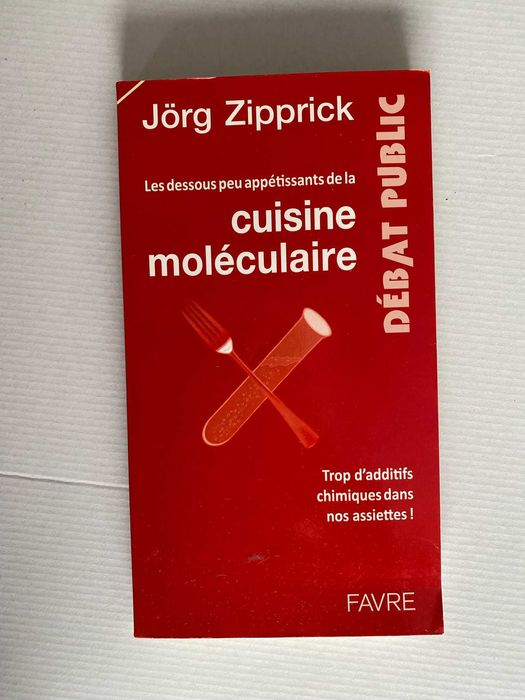 Jörg Zipprick
DÉBAT PUBLIC
Les dessous peu appétissants de la
cuisine
moléculaire
Trop d'additifs
chimiques dans
nos assiettes !
FAVRE